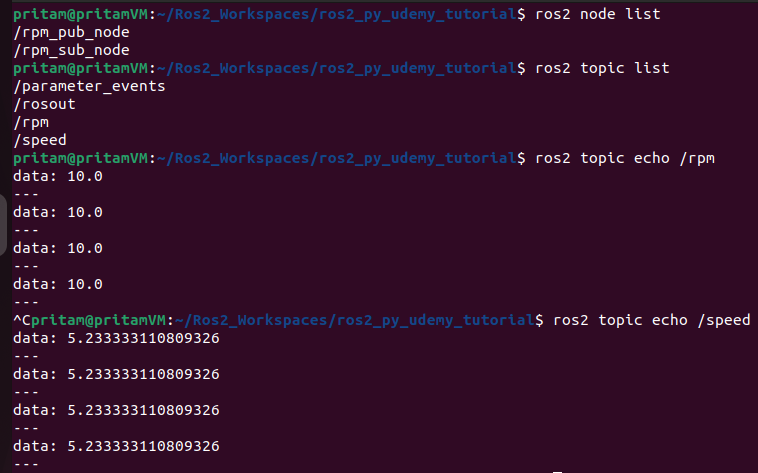 pritam@pritamVM:~/Ros2_Workspaces/ros2_py_udemy_tutorial$ ros2 node list
/rpm_pub_node
/rpm_sub_node
pritam@pritamVM:~/Ros2_Workspaces/ros2_py_udemy_tutorial$ ros2 topic list
/parameter_events
/rosout
/rpm
/speed
pritam@pritamVM:~/Ros2_Workspaces/ros2_py_udemy_tutorial$ ros2 topic echo /rpm
data: 10.0
---
data: 10.0
---
data: 10.0
---
data: 10.0
---
^Cpritam@pritamVM:~/Ros2_Workspaces/ros2_py_udemy_tutorial$ ros2 topic echo /speed
data: 5.233333110809326
---
data: 5.233333110809326
---
data: 5.233333110809326
---
data: 5.233333110809326
---